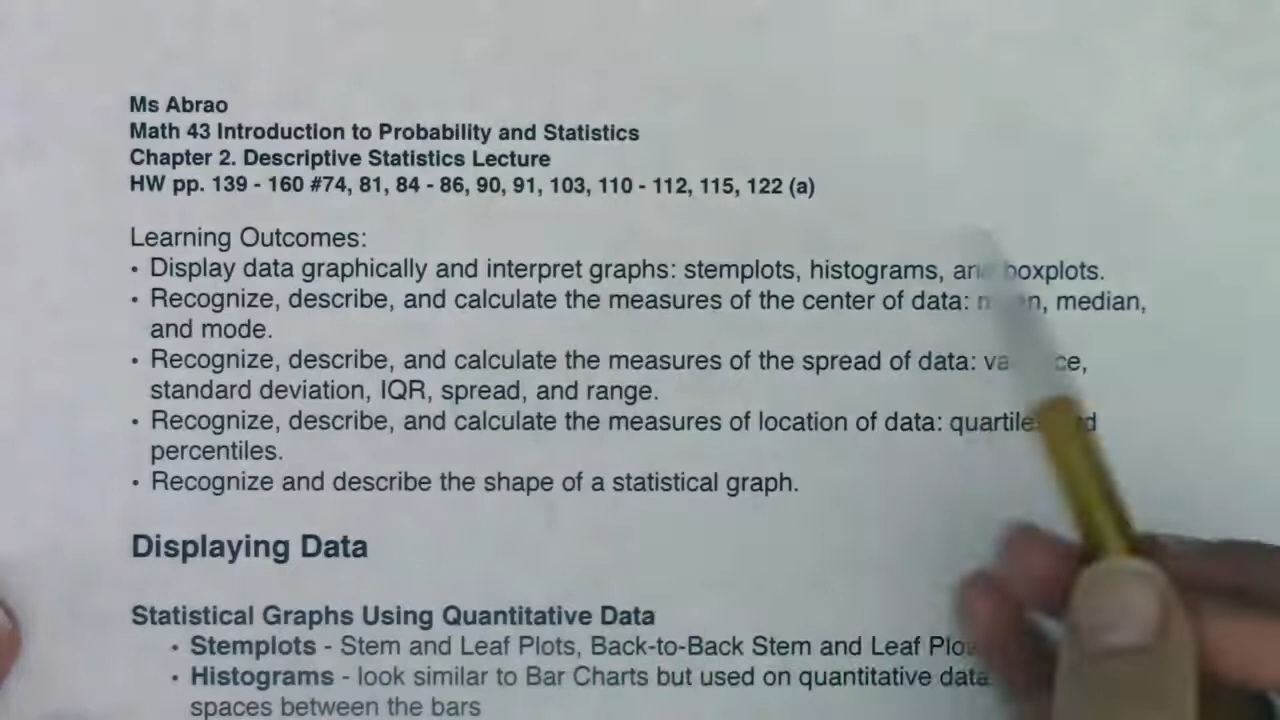 Ms Abrao
Math 43 Introduction to Probability and Statistics
Chapter 2. Descriptive Statistics Lecture
HW pp. 139 - 160 #74, 81, 84 - 86, 90, 91, 103, 110 - 112, 115, 122 (a)
Learning Outcomes:
• Display data graphically and interpret graphs: stemplots, histograms, and boxplots.
• Recognize, describe, and calculate the measures of the center of data: mean, median,
and mode.
• Recognize, describe, and calculate the measures of the spread of data: variance,
standard deviation, IQR, spread, and range.
• Recognize, describe, and calculate the measures of location of data: quartiles and
percentiles.
• Recognize and describe the shape of a statistical graph.
Displaying Data
Statistical Graphs Using Quantitative Data
• Stemplots - Stem and Leaf Plots, Back-to-Back Stem and Leaf
• Histograms - look similar to Bar Charts but used on quantitative data
spaces between the bars